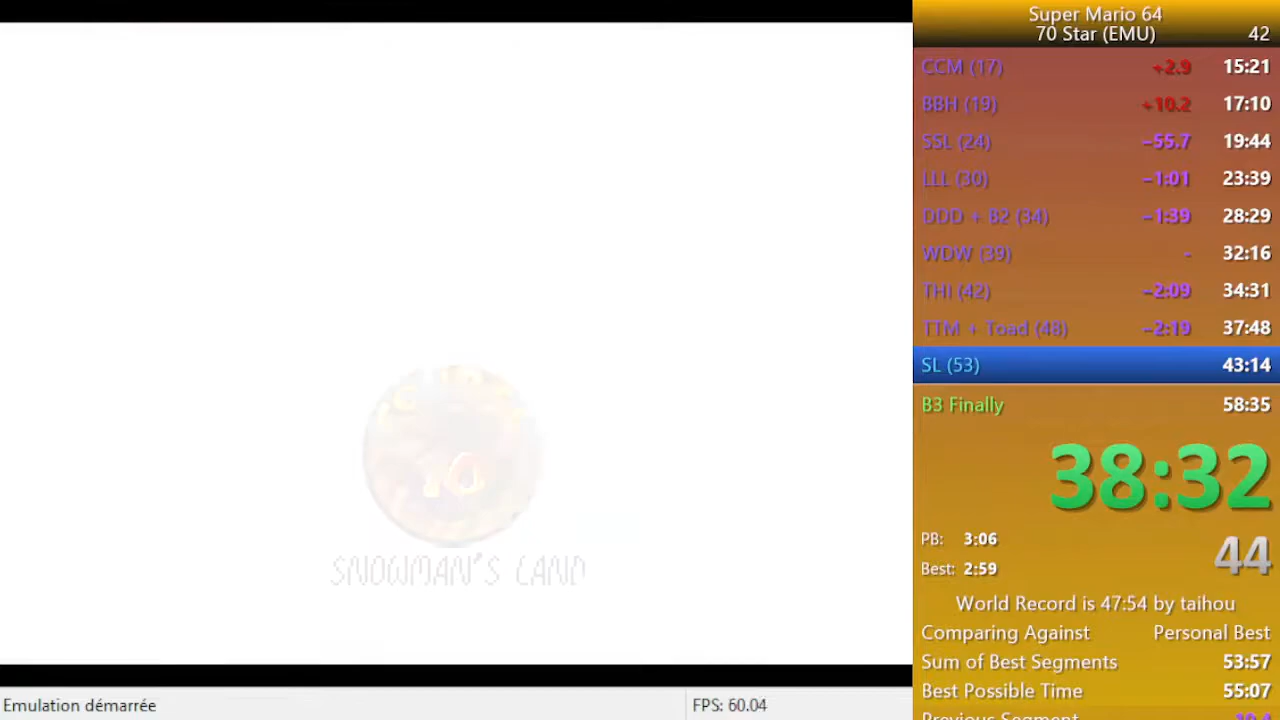 Super Mario 64
70 Star (EMU) 42
CCM (17) +2.9 15:21
BBH (19) +10.2 17:10
SSL (24) −55.7 19:44
LLL (30) −1:01 23:39
DDD + B2 (34) −1:39 28:29
WDW (39) - 32:16
THI (42) −2:09 34:31
TTM + Toad (48) −2:19 37:48
SL (53) 43:14
B3 Finally 58:35
38:32
PB: 3:06
Best: 2:59
44
World Record is 47:54 by taihou
Comparing Against Personal Best
Sum of Best Segments 53:57
Best Possible Time 55:07
Previous Segment
10
SNOWMAN'S LAND
Emulation démarrée FPS: 60.04